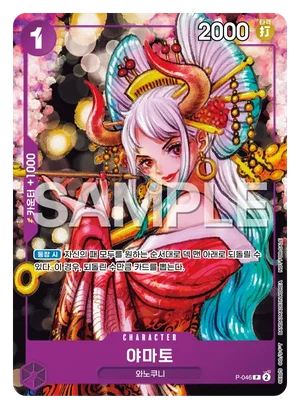 1
2000
타격
打
카운터 +1000
SAMPLE
등장 시 자신의 패 모두를 원하는 순서대로 덱 맨 아래로 되돌릴 수
있다. 이 경우, 되돌린 수만큼 카드를 뽑는다.
CHARACTER
야마토
와노쿠니
P-046 P 2